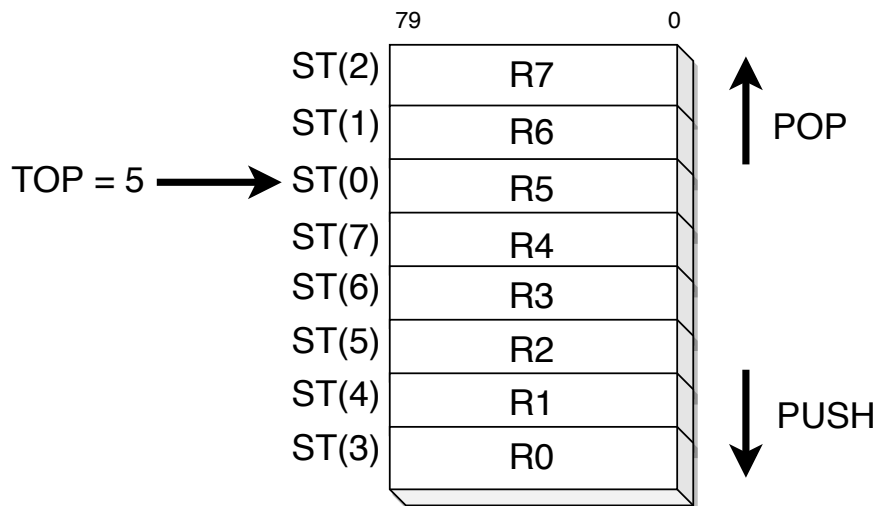 79 0
ST(2) R7
ST(1) R6 POP
TOP = 5 ST(0) R5
ST(7) R4
ST(6) R3
ST(5) R2
ST(4) R1 PUSH
ST(3) R0